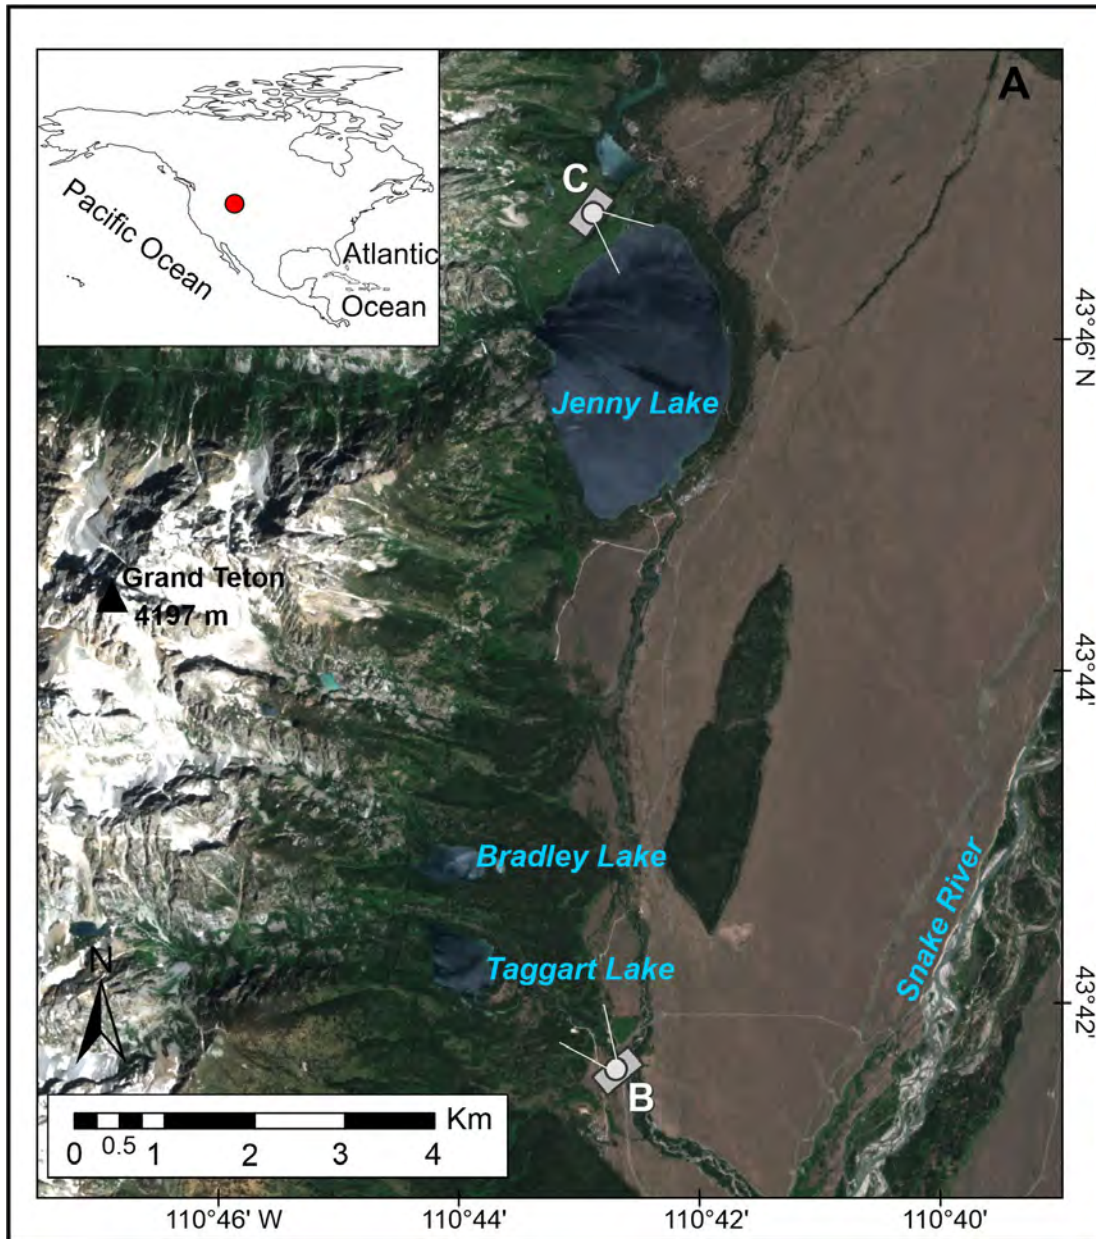 A
Pacific Ocean
Atlantic
Ocean
C
43°46' N
Jenny Lake
Grand Teton
4197 m
43°44'
Bradley Lake
Snake River
Taggart Lake
N
43°42'
B
Km
0 0.5 1 2 3 4
110°46' W 110°44' 110°42' 110°40'